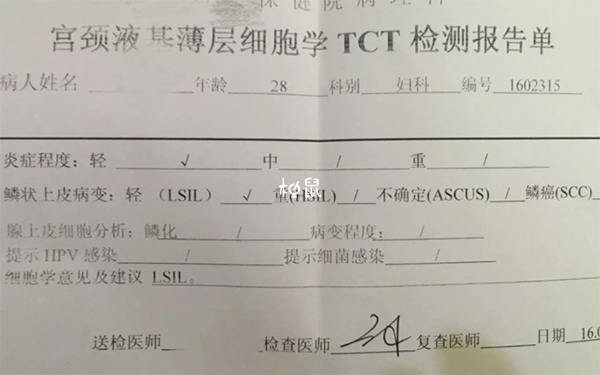 保健院病理科
宫颈液基薄层细胞学TCT检测报告单
病人姓名 年龄 28 科别 妇科 编号 1602315
炎症程度：轻 √ 中 / 重 /
鳞状上皮病变：轻（LSIL） √ 重(HSIL) / 不确定(ASCUS) / 鳞癌(SCC)
腺上皮细胞分析：鳞化 / 病变程度： /
提示 HPV 感染 / 提示细菌感染 /
细胞学意见及建议 LSIL。
送检医师 检查医师 复查医师 日期 16.0